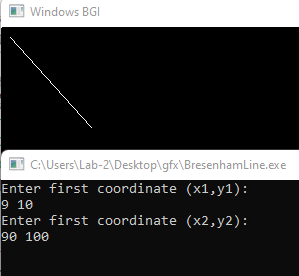 Windows BGI
C:\Users\Lab-2\Desktop\gfx\BresenhamLine.exe
Enter first coordinate (x1,y1):
9 10
Enter first coordinate (x2,y2):
90 100